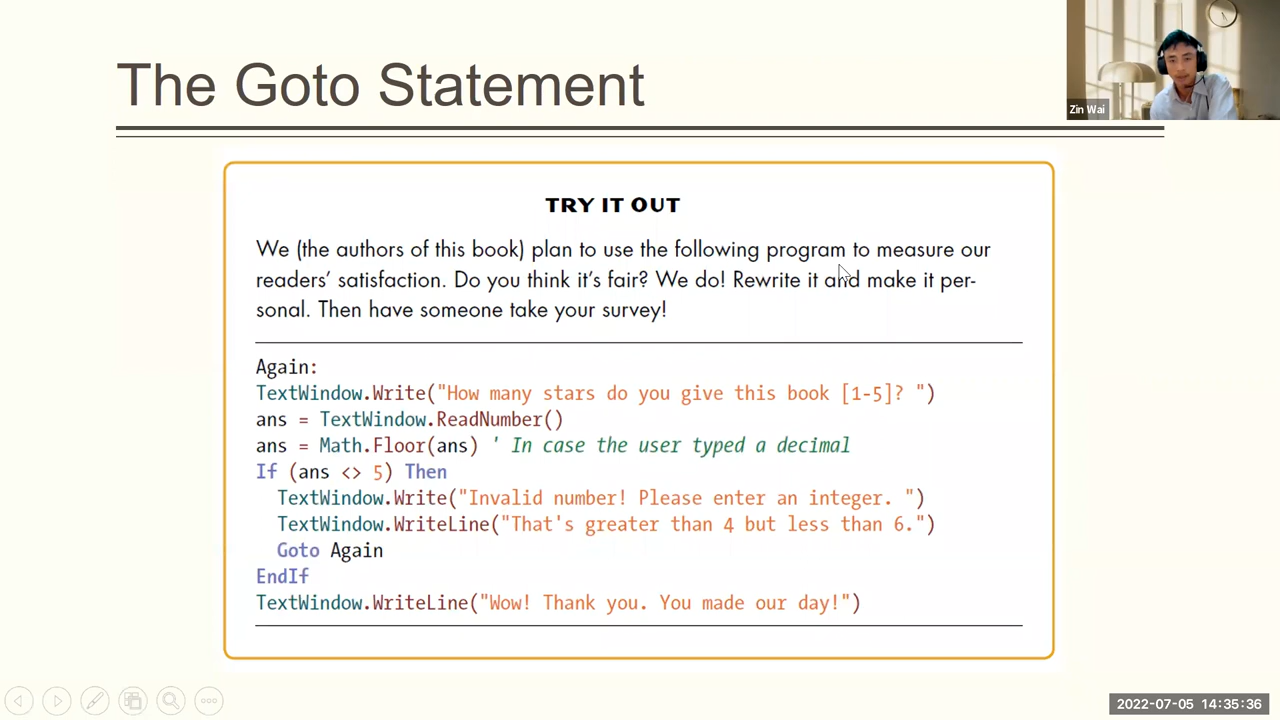 The Goto Statement
Zin Wai
TRY IT OUT
We (the authors of this book) plan to use the following program to measure our
readers’ satisfaction. Do you think it’s fair? We do! Rewrite it and make it per-
sonal. Then have someone take your survey!
Again:
TextWindow.Write("How many stars do you give this book [1-5]? ")
ans = TextWindow.ReadNumber()
ans = Math.Floor(ans) ' In case the user typed a decimal
If (ans <> 5) Then
  TextWindow.Write("Invalid number! Please enter an integer. ")
  TextWindow.WriteLine("That's greater than 4 but less than 6.")
  Goto Again
EndIf
TextWindow.WriteLine("Wow! Thank you. You made our day!")
2022-07-05 14:35:36